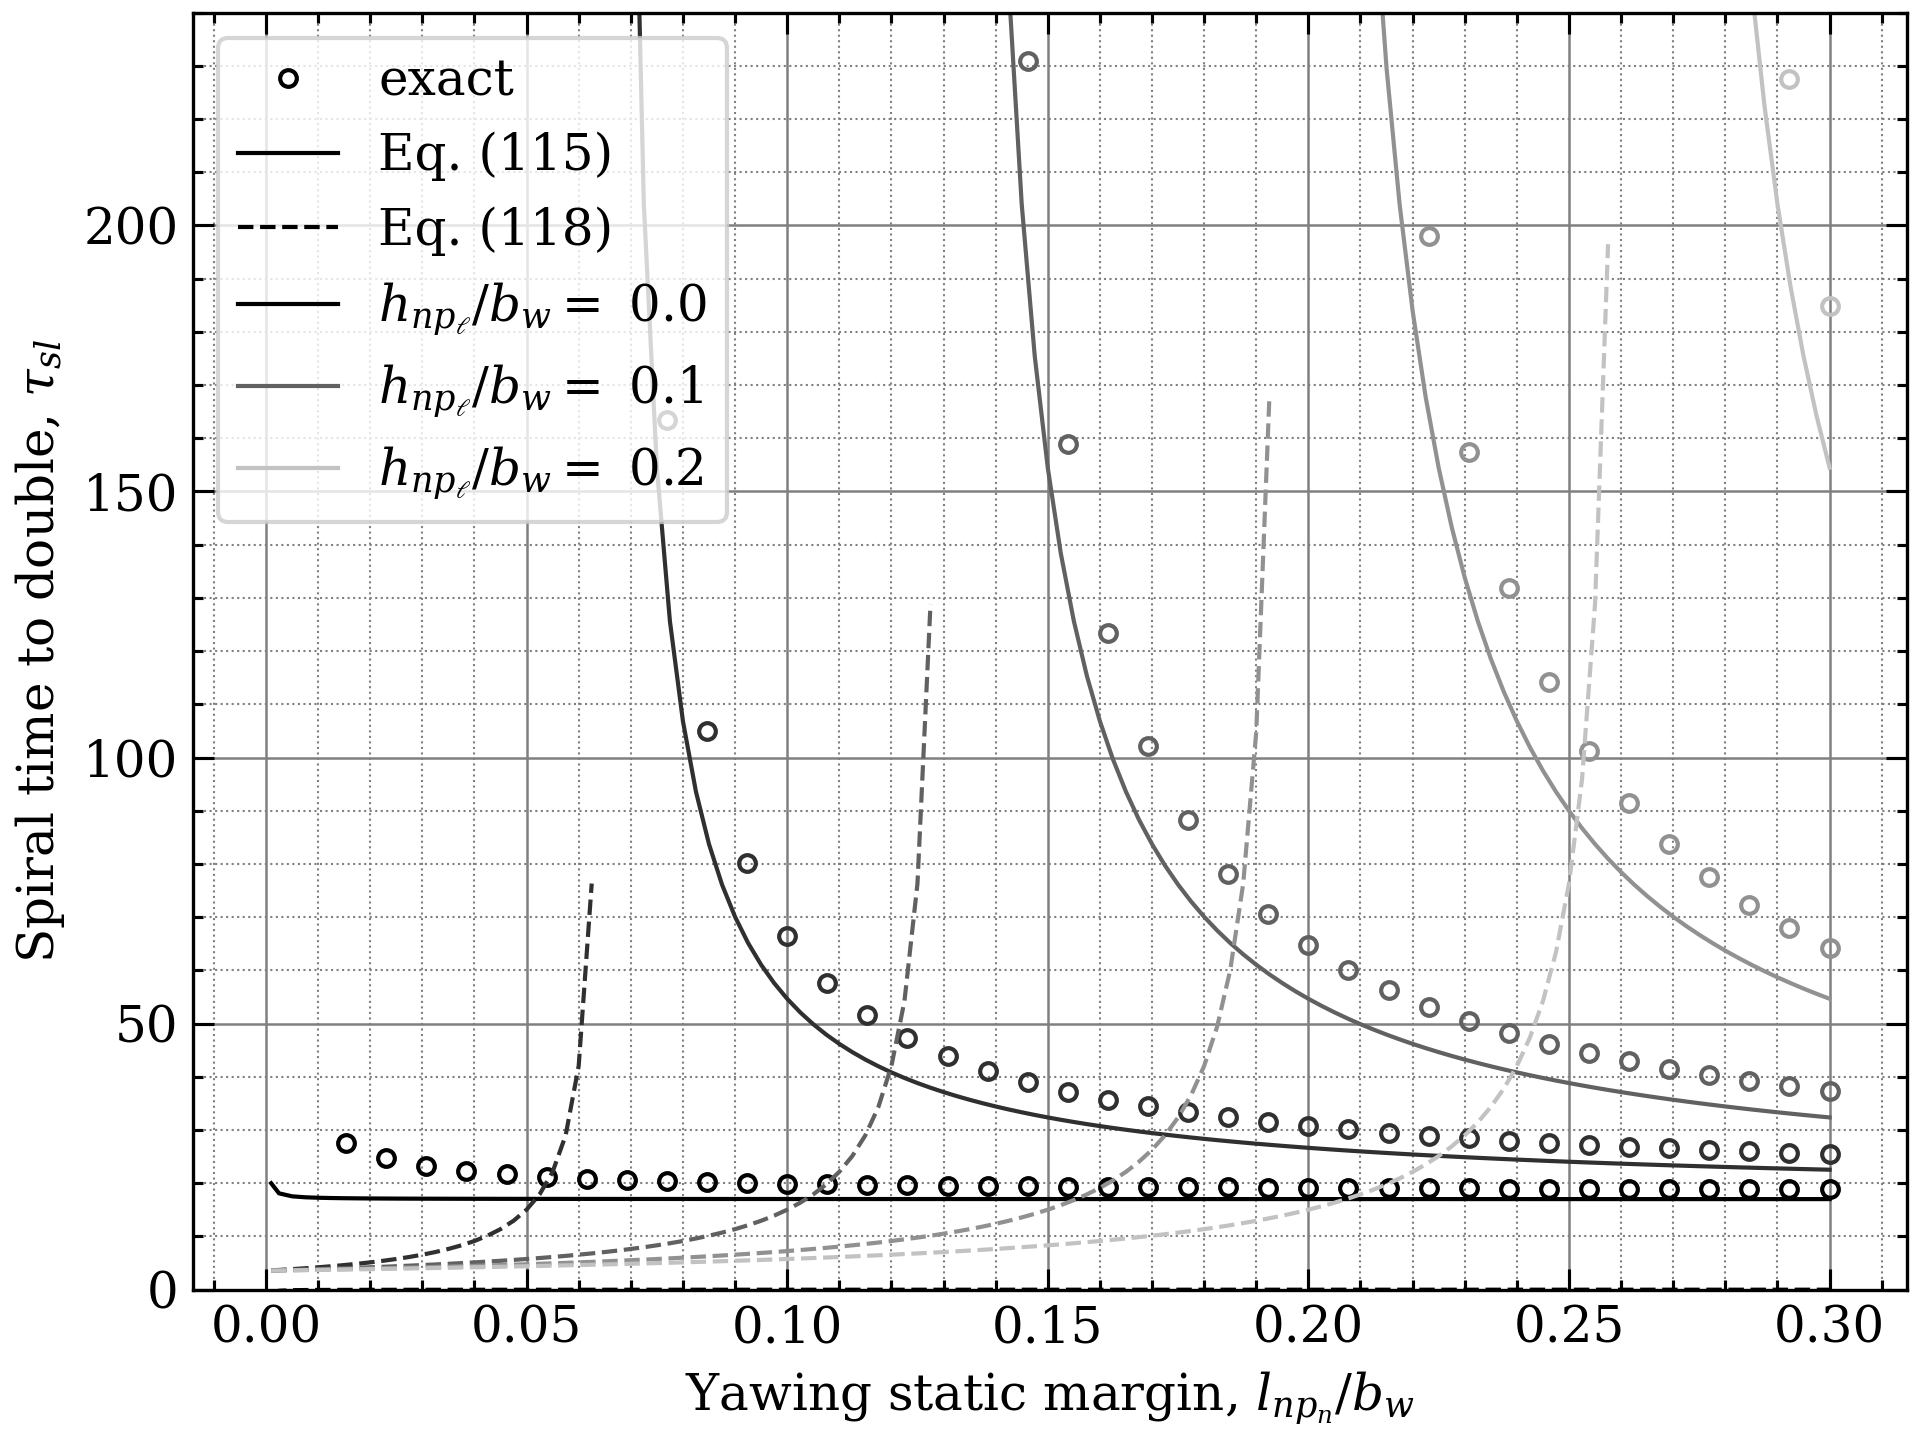 exact
Eq. (115)
Eq. (118)
h_{np_ℓ}/b_w = 0.0
h_{np_ℓ}/b_w = 0.1
h_{np_ℓ}/b_w = 0.2
Spiral time to double, τ_{sl}
200
150
100
50
0
0.00 0.05 0.10 0.15 0.20 0.25 0.30
Yawing static margin, l_{np_n}/b_w